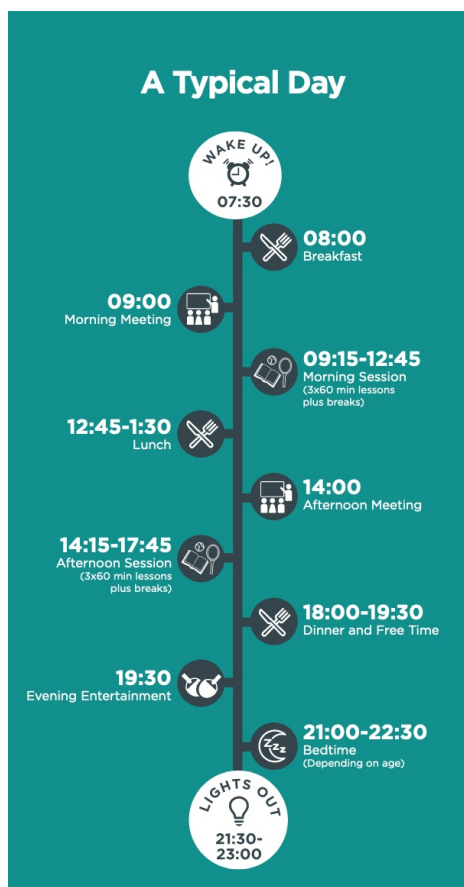 A Typical Day
WAKE UP!
07:30
08:00
Breakfast
09:00
Morning Meeting
09:15-12:45
Morning Session
(3x60 min lessons
plus breaks)
12:45-1:30
Lunch
14:00
Afternoon Meeting
14:15-17:45
Afternoon Session
(3x60 min lessons
plus breaks)
18:00-19:30
Dinner and Free Time
19:30
Evening Entertainment
ZZZ
21:00-22:30
Bedtime
(Depending on age)
LIGHTS OUT
21:30-
23:00